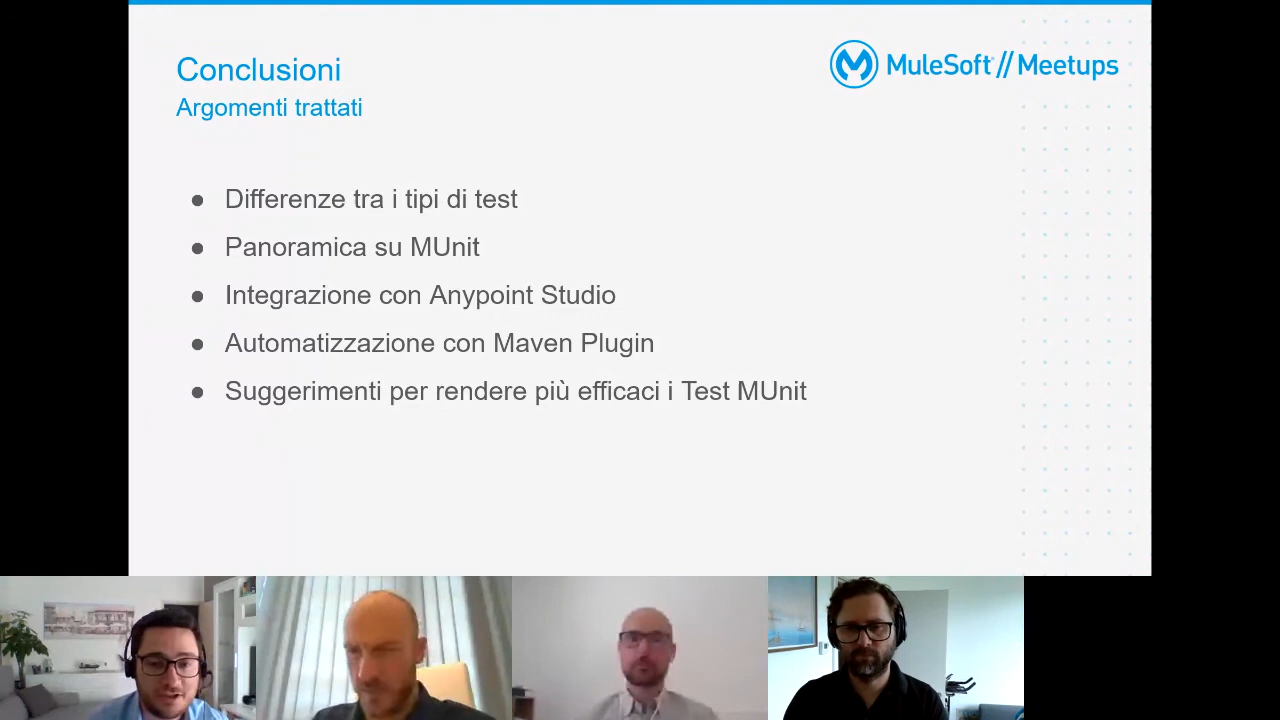 Conclusioni
MuleSoft // Meetups
Argomenti trattati
● Differenze tra i tipi di test
● Panoramica su MUnit
● Integrazione con Anypoint Studio
● Automatizzazione con Maven Plugin
● Suggerimenti per rendere più efficaci i Test MUnit